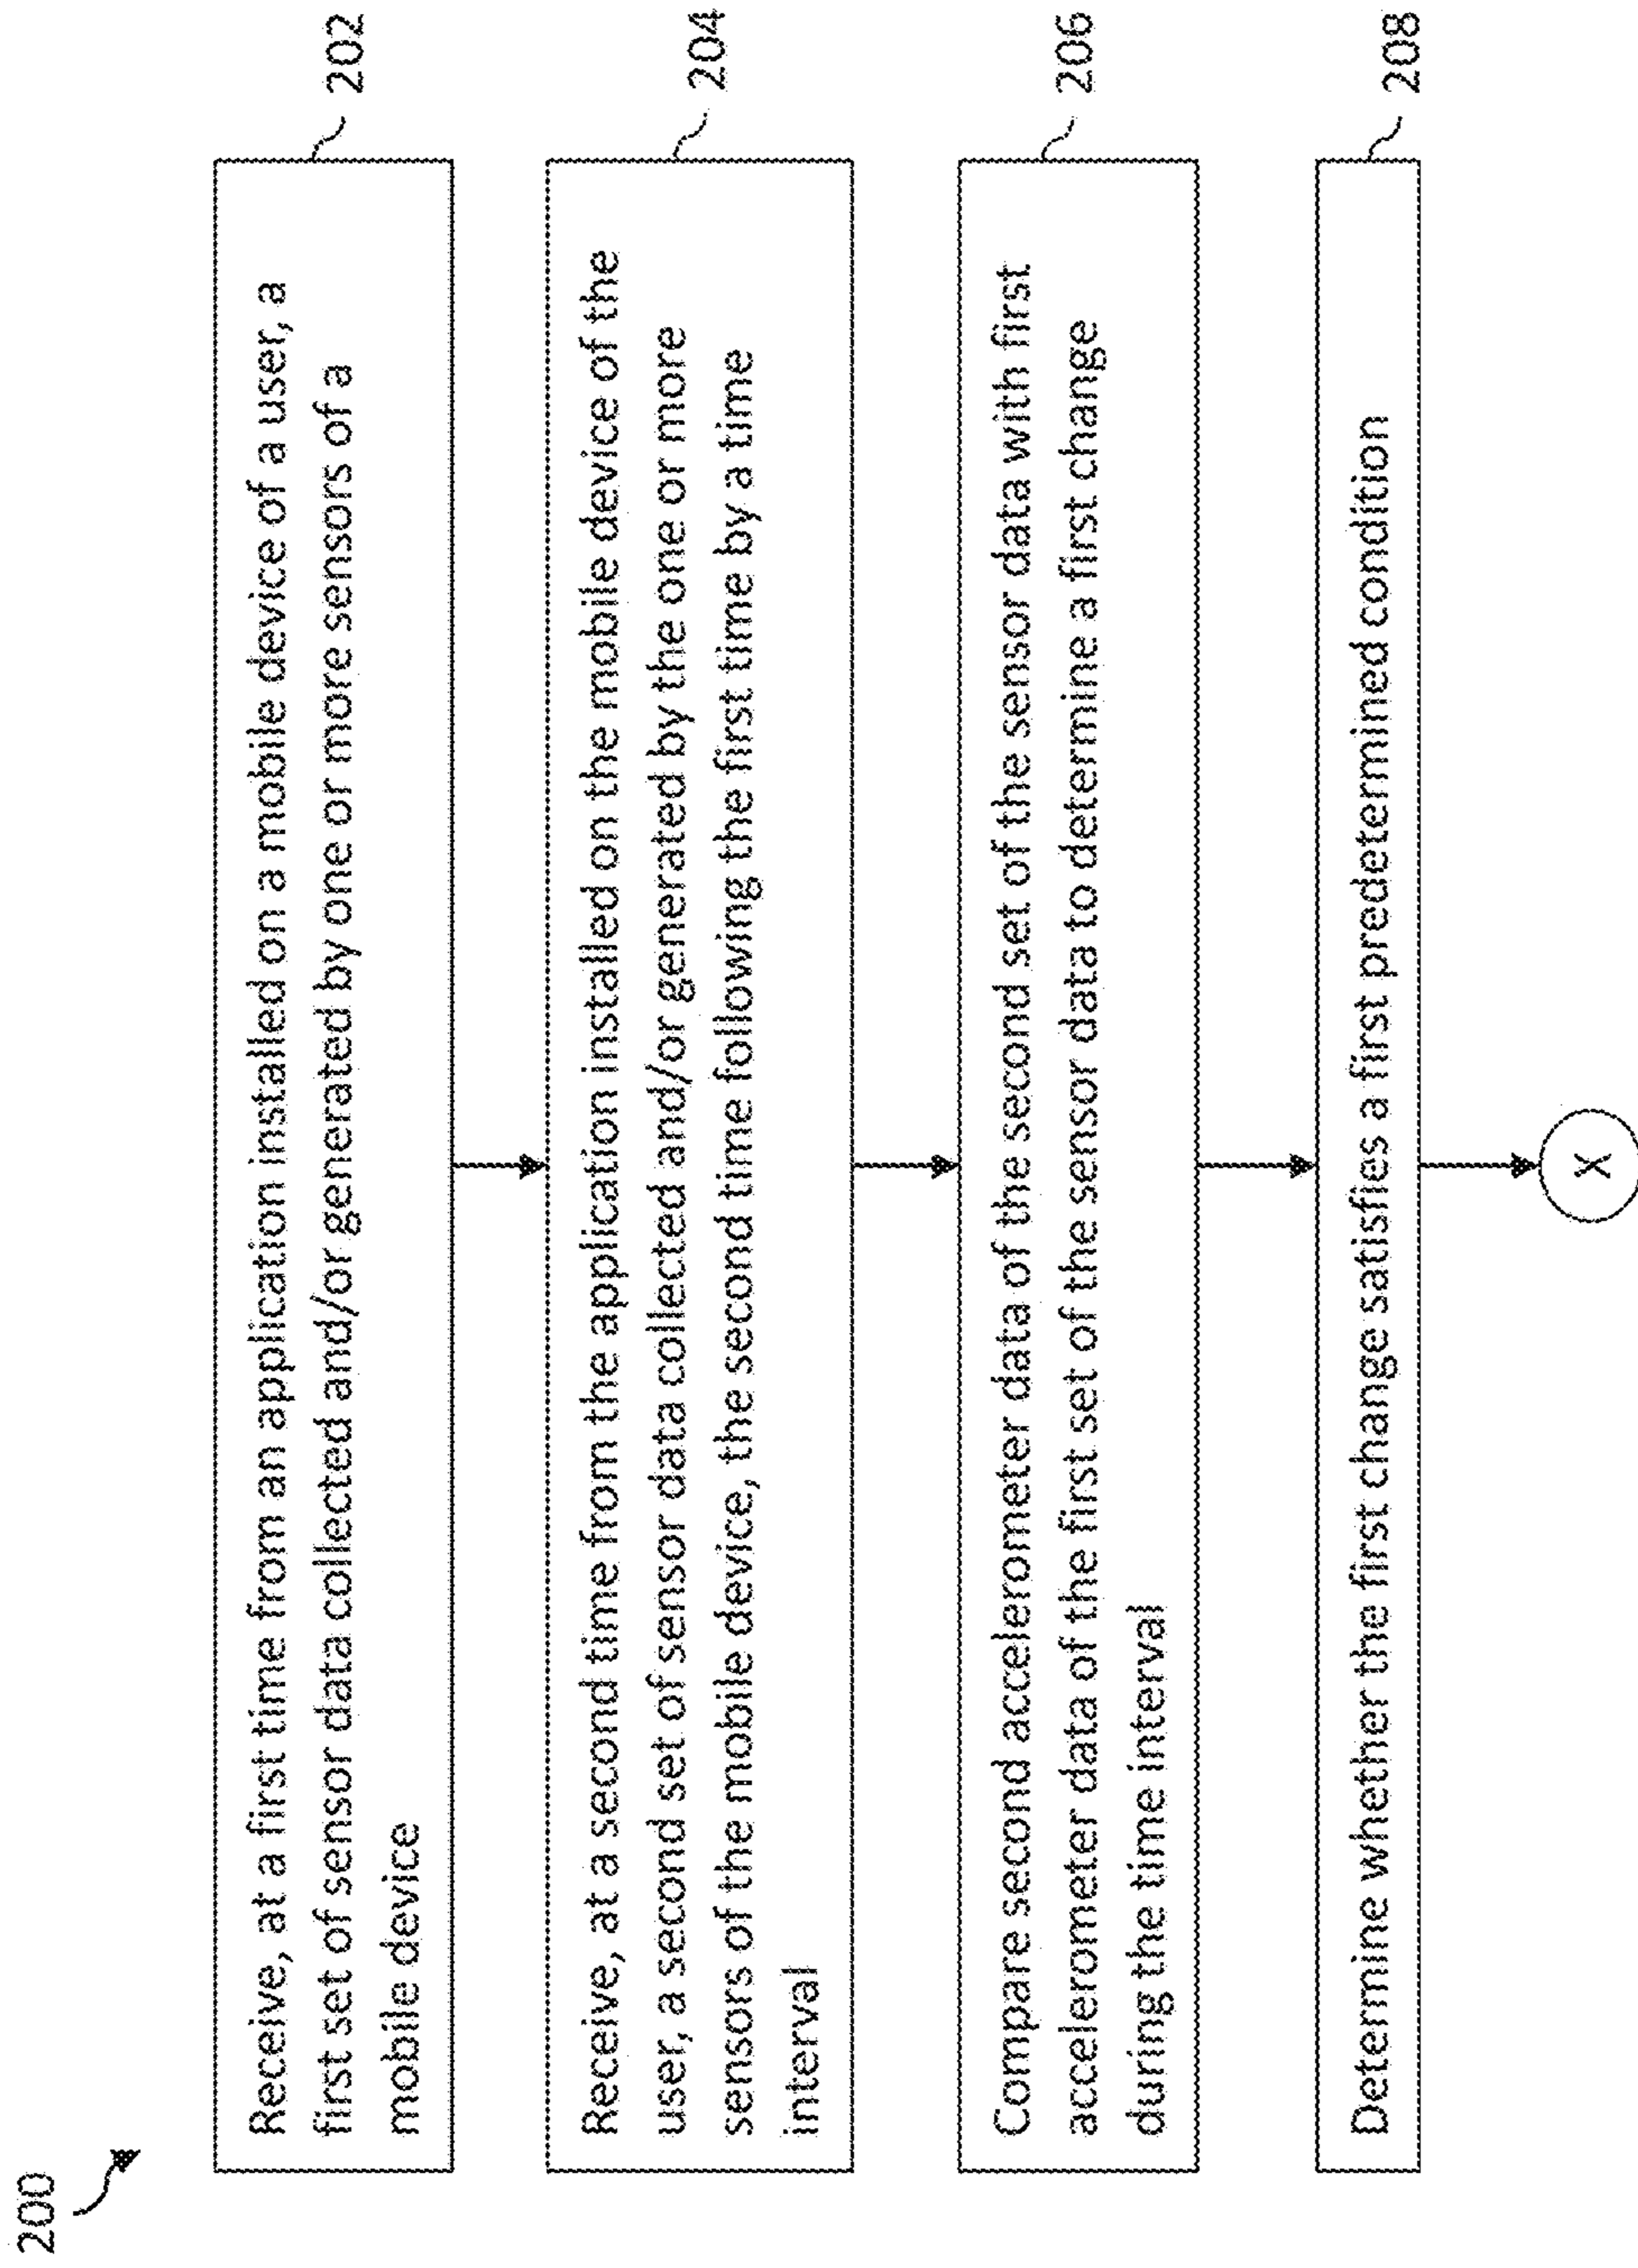 200
Receive, at a first time from an application installed on a mobile device of a user, a
first set of sensor data collected and/or generated by one or more sensors of a
mobile device
202
Receive, at a second time from the application installed on the mobile device of the
user, a second set of sensor data collected and/or generated by the one or more
sensors of the mobile device, the second time following the first time by a time
interval
204
Compare second accelerometer data of the second set of the sensor data with first
accelerometer data of the first set of the sensor data to determine a first change
during the time interval
206
Determine whether the first change satisfies a first predetermined condition
208
X